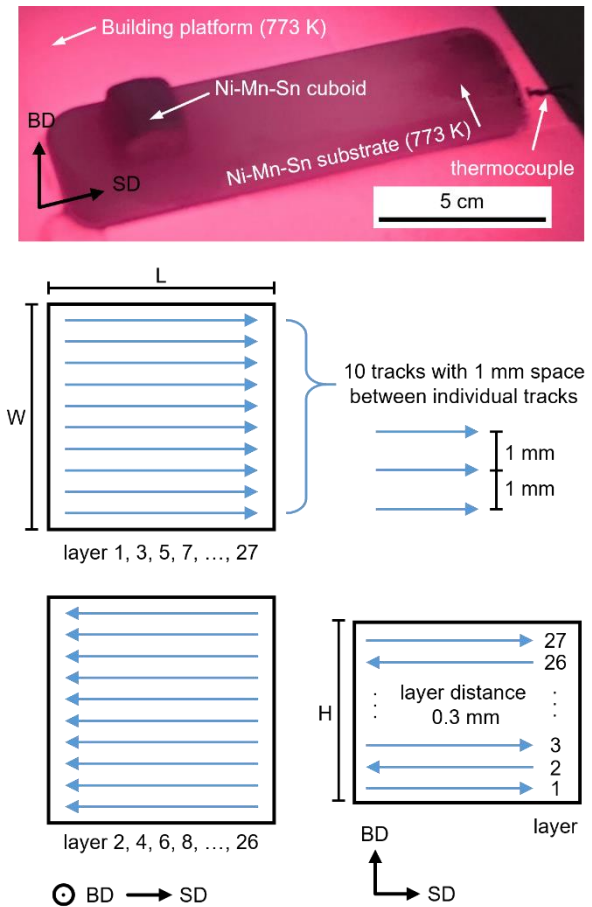 Building platform (773 K)
Ni-Mn-Sn cuboid
BD
SD
Ni-Mn-Sn substrate (773 K)
thermocouple
5 cm
L
W
10 tracks with 1 mm space
between individual tracks
1 mm
1 mm
layer 1, 3, 5, 7, …, 27
H
27
26
layer distance
0.3 mm
3
2
1
layer
layer 2, 4, 6, 8, …, 26
BD
SD
BD SD